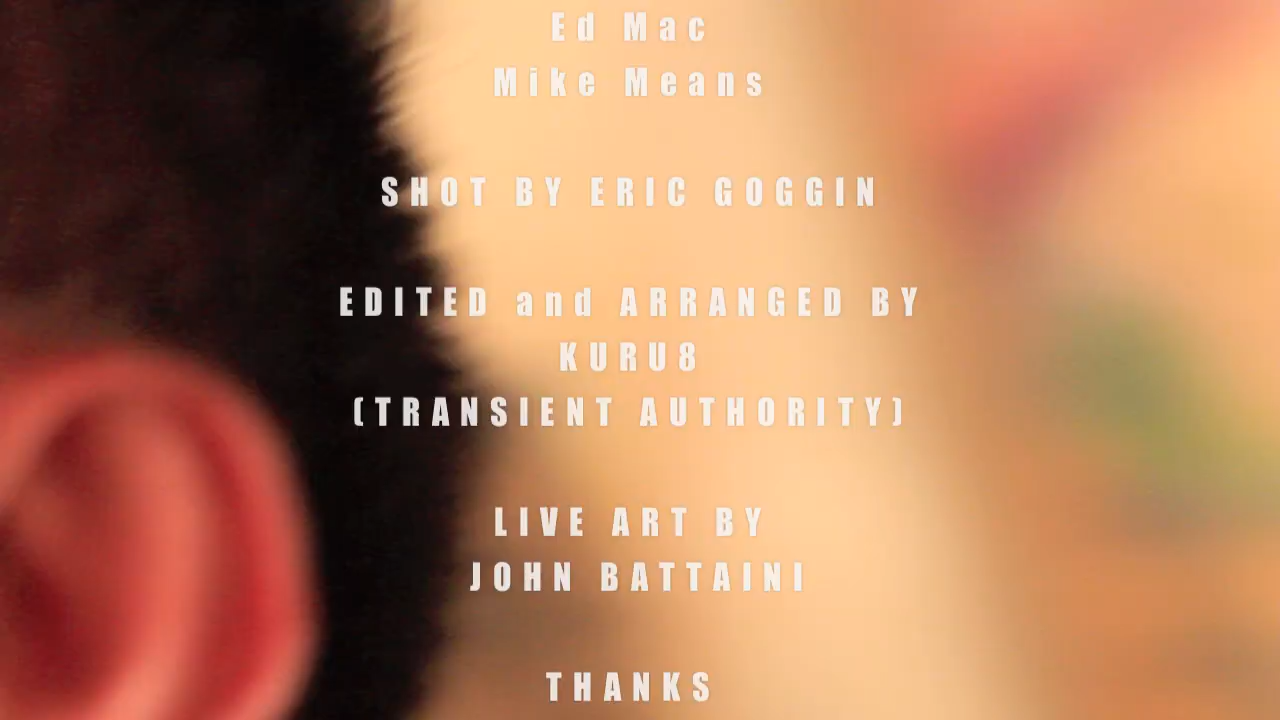 Ed Mac
Mike Means
SHOT BY ERIC GOGGIN
EDITED and ARRANGED BY
KURU8
(TRANSIENT AUTHORITY)
LIVE ART BY
JOHN BATTAINI
THANKS